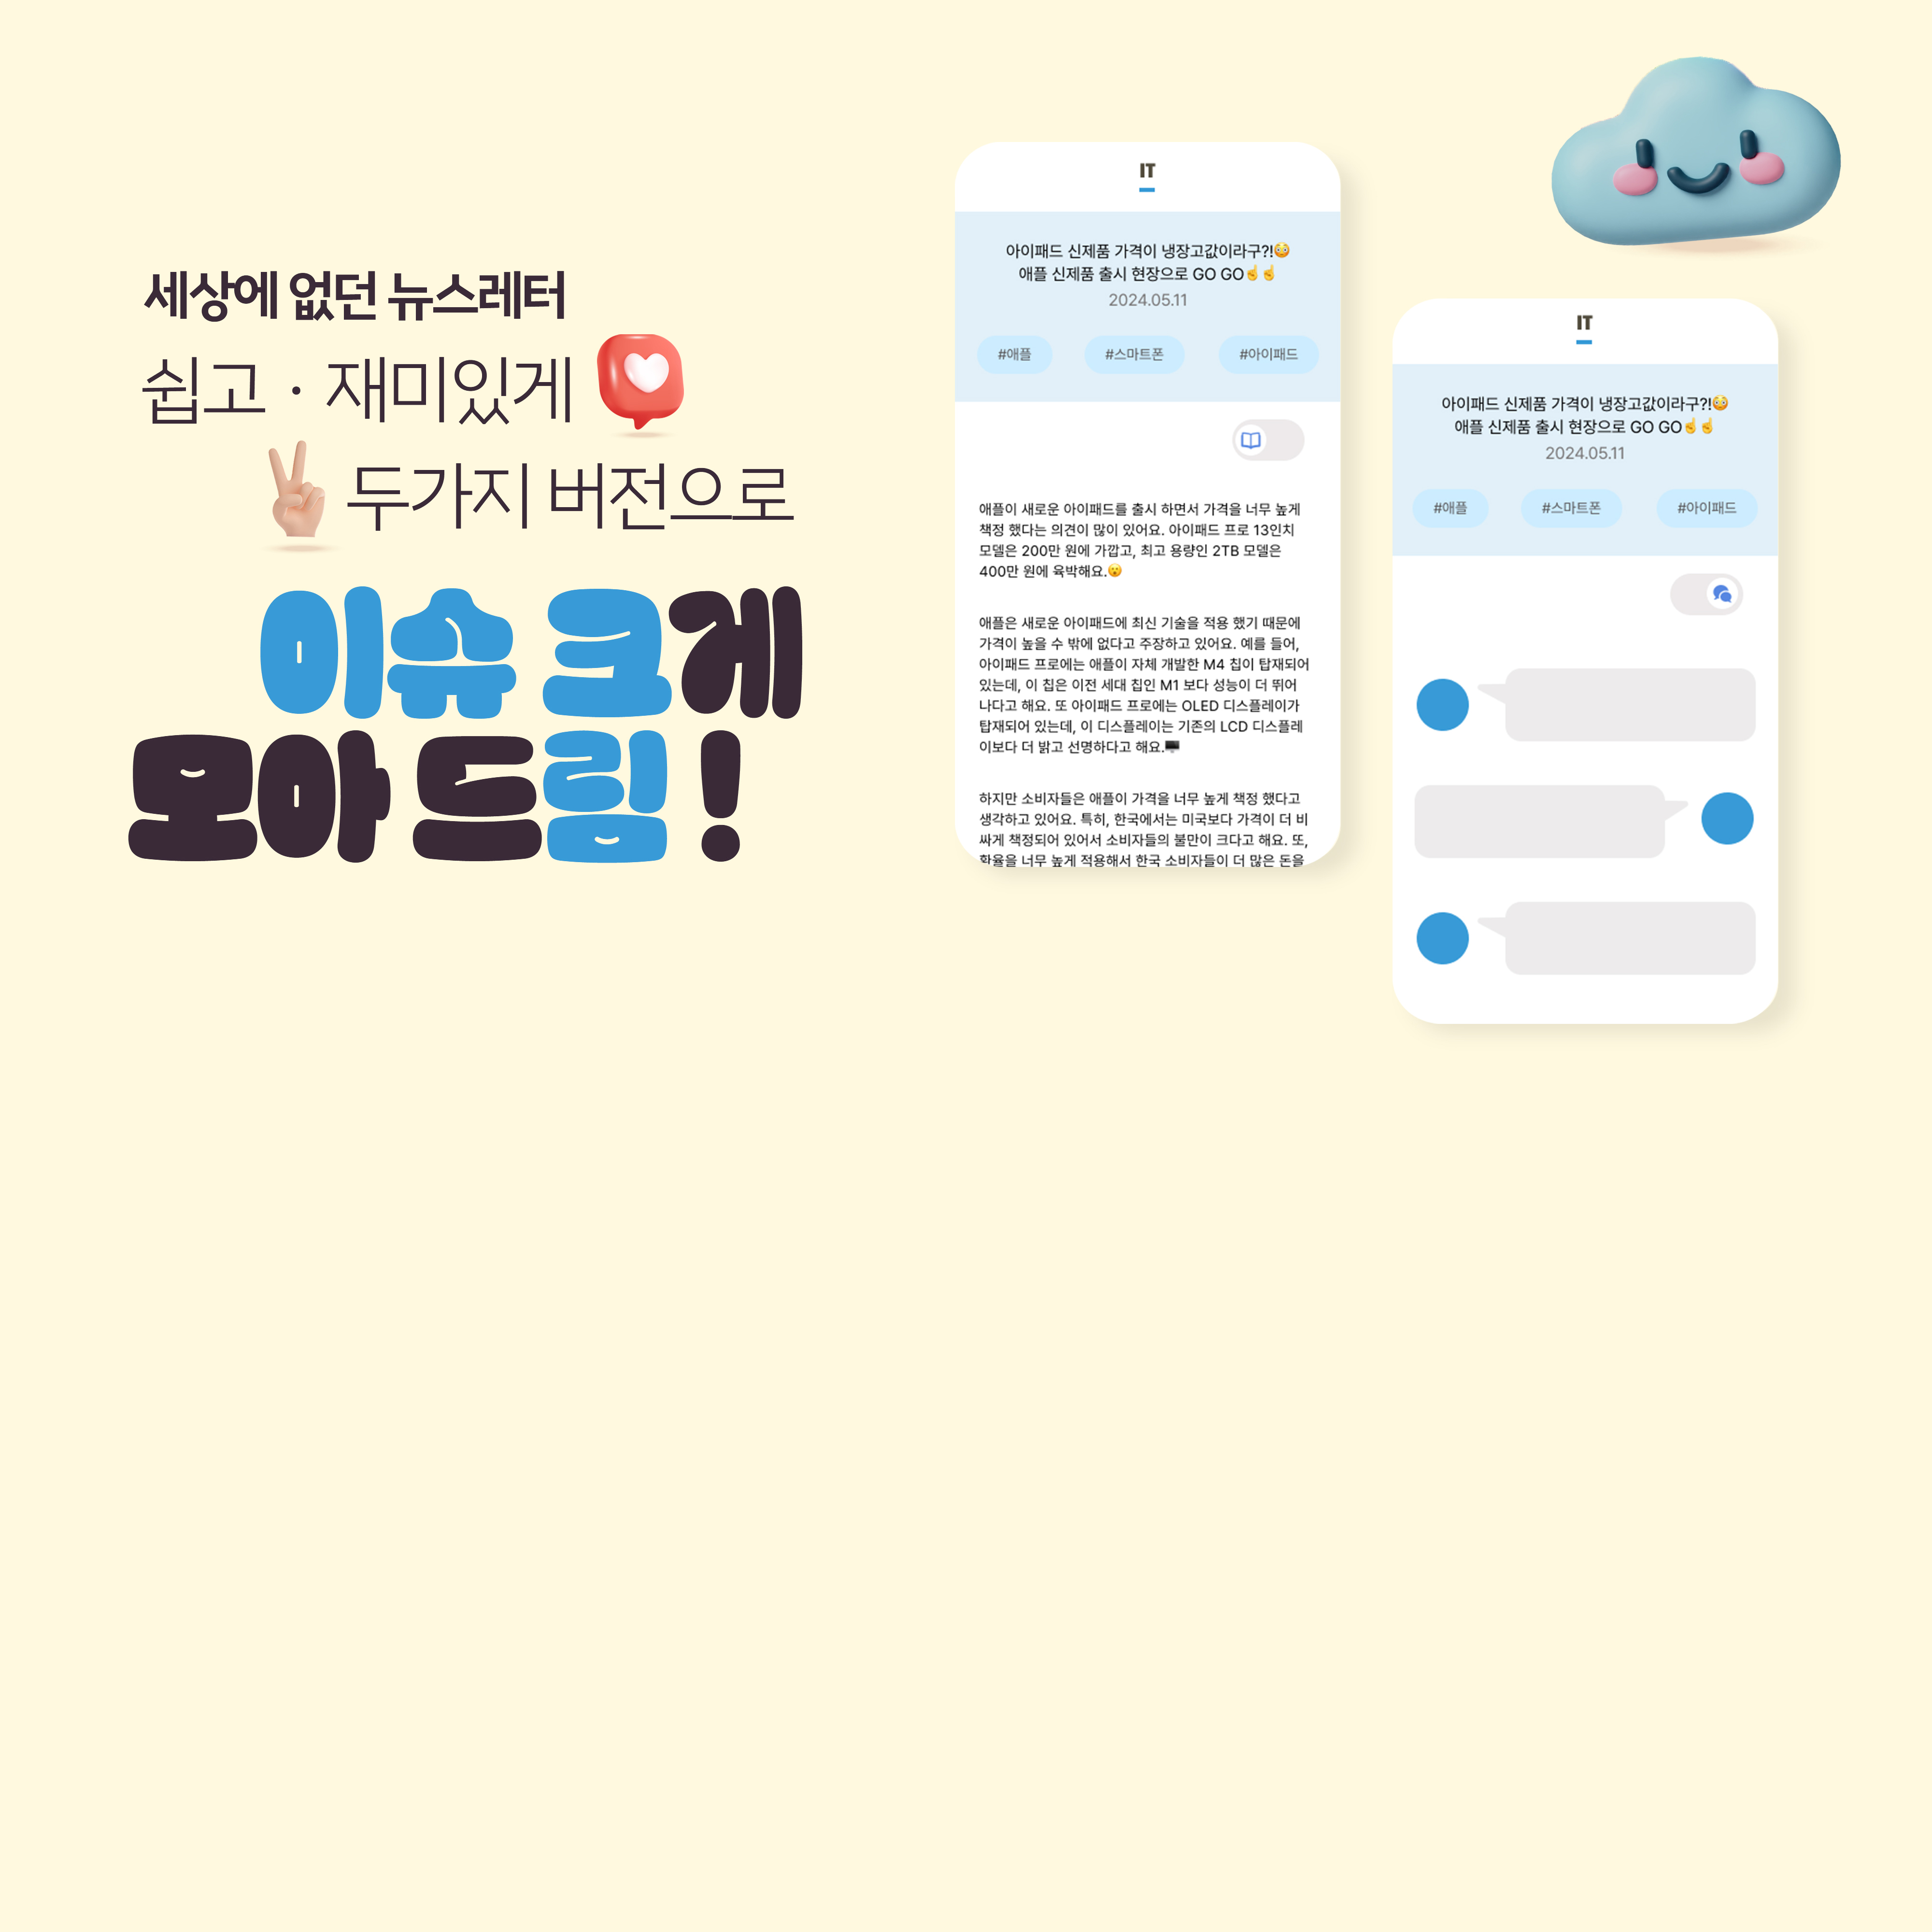 세상에 없던 뉴스레터
쉽고 · 재미있게
두가지 버전으로
이슈 크게
모아 드림!
IT
아이패드 신제품 가격이 냉장고값이라구?!😳
애플 신제품 출시 현장으로 GO GO☝️☝️
2024.05.11
#애플 #스마트폰 #아이패드
애플이 새로운 아이패드를 출시 하면서 가격을 너무 높게
책정 했다는 의견이 많이 있어요. 아이패드 프로 13인치
모델은 200만 원에 가깝고, 최고 용량인 2TB 모델은
400만 원에 육박해요.😮
애플은 새로운 아이패드에 최신 기술을 적용 했기 때문에
가격이 높을 수 밖에 없다고 주장하고 있어요. 예를 들어,
아이패드 프로에는 애플이 자체 개발한 M4 칩이 탑재되어
있는데, 이 칩은 이전 세대 칩인 M1 보다 성능이 더 뛰어
나다고 해요. 또 아이패드 프로에는 OLED 디스플레이가
탑재되어 있는데, 이 디스플레이는 기존의 LCD 디스플레
이보다 더 밝고 선명하다고 해요.🖥️
하지만 소비자들은 애플이 가격을 너무 높게 책정 했다고
생각하고 있어요. 특히, 한국에서는 미국보다 가격이 더 비
싸게 책정되어 있어서 소비자들의 불만이 크다고 해요. 또,
환율을 너무 높게 적용해서 한국 소비자들이 더 많은 돈을
IT
아이패드 신제품 가격이 냉장고값이라구?!😳
애플 신제품 출시 현장으로 GO GO☝️☝️
2024.05.11
#애플 #스마트폰 #아이패드